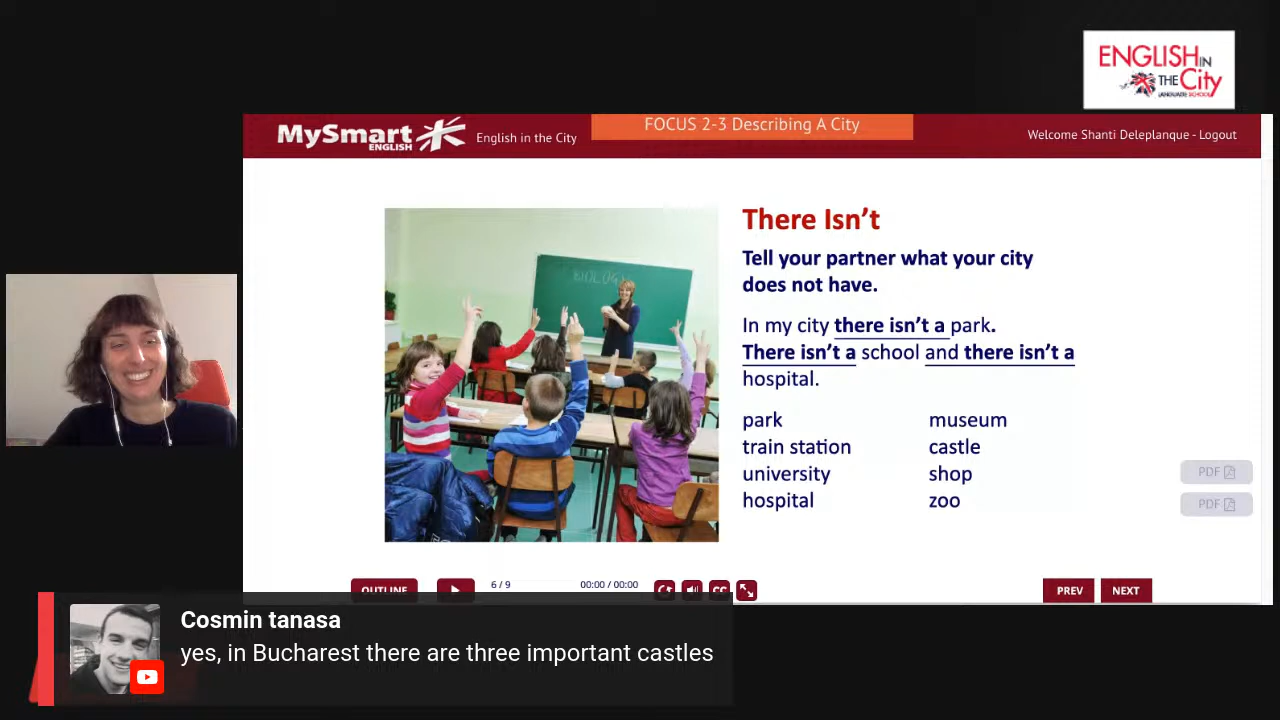 ENGLISH IN
THE City
LANGUAGE SCHOOL
MySmart
ENGLISH
English in the City
FOCUS 2-3 Describing A City
Welcome Shanti Deleplanque - Logout
There Isn't
Tell your partner what your city
does not have.
In my city there isn't a park.
There isn't a school and there isn't a
hospital.
park
museum
train station
castle
university
shop
hospital
zoo
BIOLOGY
PDF
PDF
OUTLINE
6 / 9
00:00 / 00:00
CC
PREV
NEXT
Cosmin tanasa
yes, in Bucharest there are three important castles